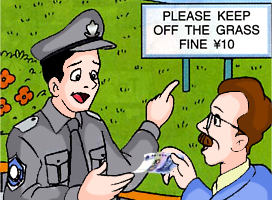 PLEASE KEEP
OFF THE GRASS
FINE ¥10